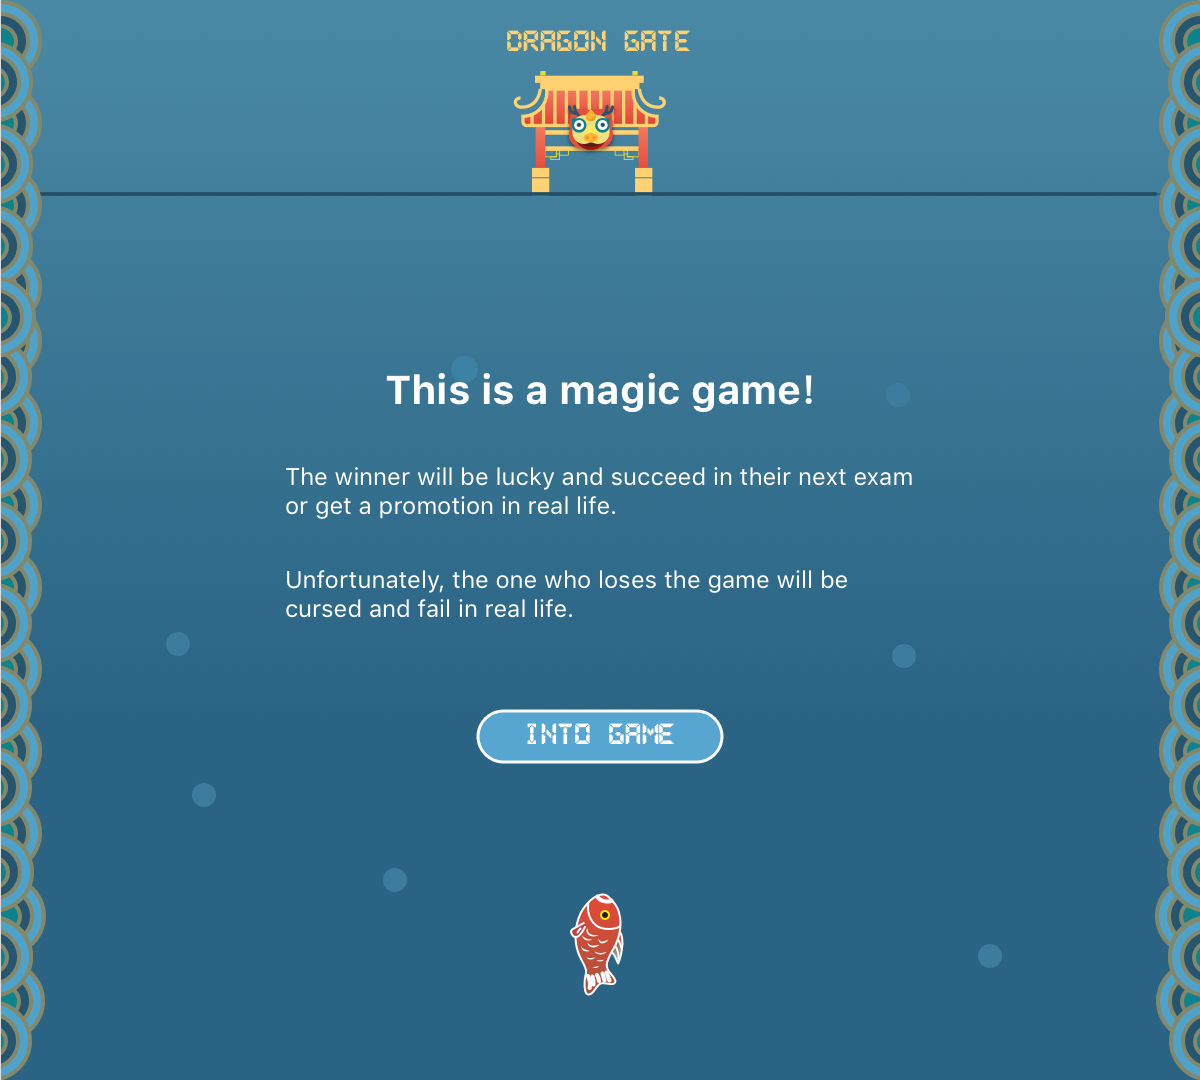 DRAGON GATE
This is a magic game!
The winner will be lucky and succeed in their next exam
or get a promotion in real life.
Unfortunately, the one who loses the game will be
cursed and fail in real life.
INTO GAME